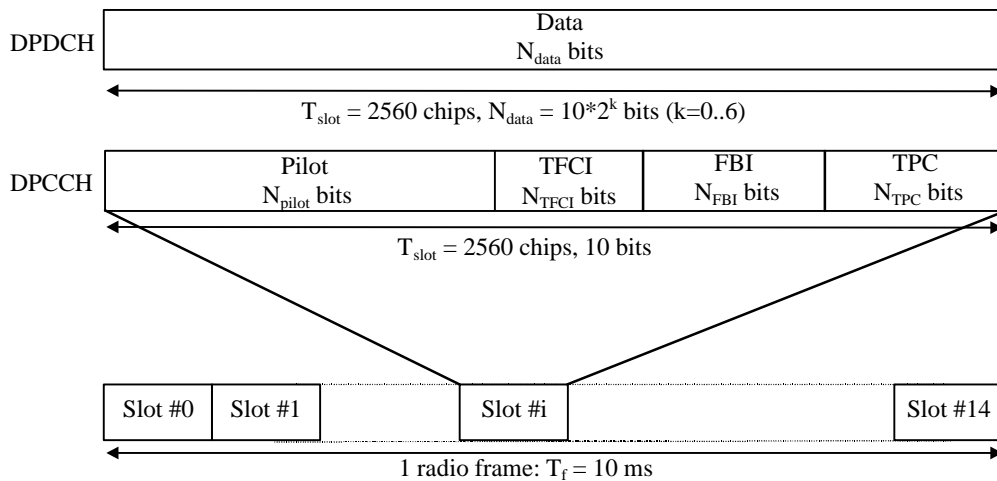 DPDCH
Data
N_data bits
T_slot = 2560 chips, N_data = 10*2^k bits (k=0..6)
DPCCH
Pilot
N_pilot bits
TFCI
N_TFCI bits
FBI
N_FBI bits
TPC
N_TPC bits
T_slot = 2560 chips, 10 bits
Slot #0
Slot #1
Slot #i
Slot #14
1 radio frame: T_f = 10 ms